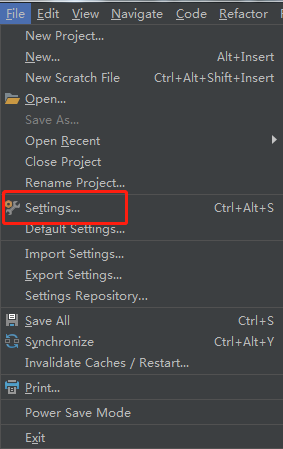 File Edit View Navigate Code Refactor
New Project...
New... Alt+Insert
New Scratch File Ctrl+Alt+Shift+Insert
Open...
Save As...
Open Recent
Close Project
Rename Project...
Settings... Ctrl+Alt+S
Default Settings...
Import Settings...
Export Settings...
Settings Repository...
Save All Ctrl+S
Synchronize Ctrl+Alt+Y
Invalidate Caches / Restart...
Print...
Power Save Mode
Exit